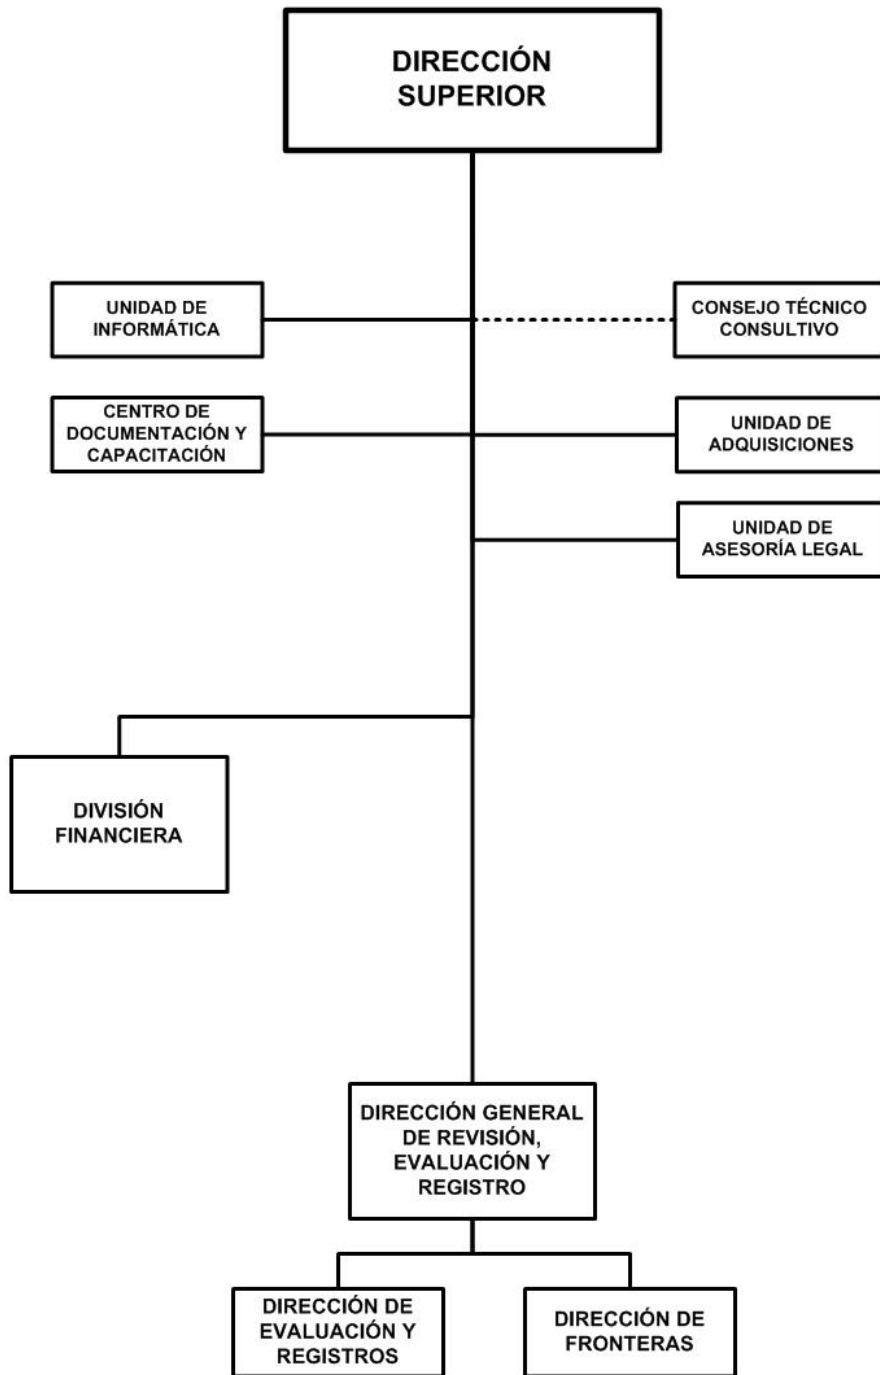 DIRECCIÓN
SUPERIOR
UNIDAD DE
INFORMÁTICA
CONSEJO TÉCNICO
CONSULTIVO
CENTRO DE
DOCUMENTACIÓN Y
CAPACITACIÓN
UNIDAD DE
ADQUISICIONES
UNIDAD DE
ASESORÍA LEGAL
DIVISIÓN
FINANCIERA
DIRECCIÓN GENERAL
DE REVISIÓN,
EVALUACIÓN Y
REGISTRO
DIRECCIÓN DE
EVALUACIÓN Y
REGISTROS
DIRECCIÓN DE
FRONTERAS